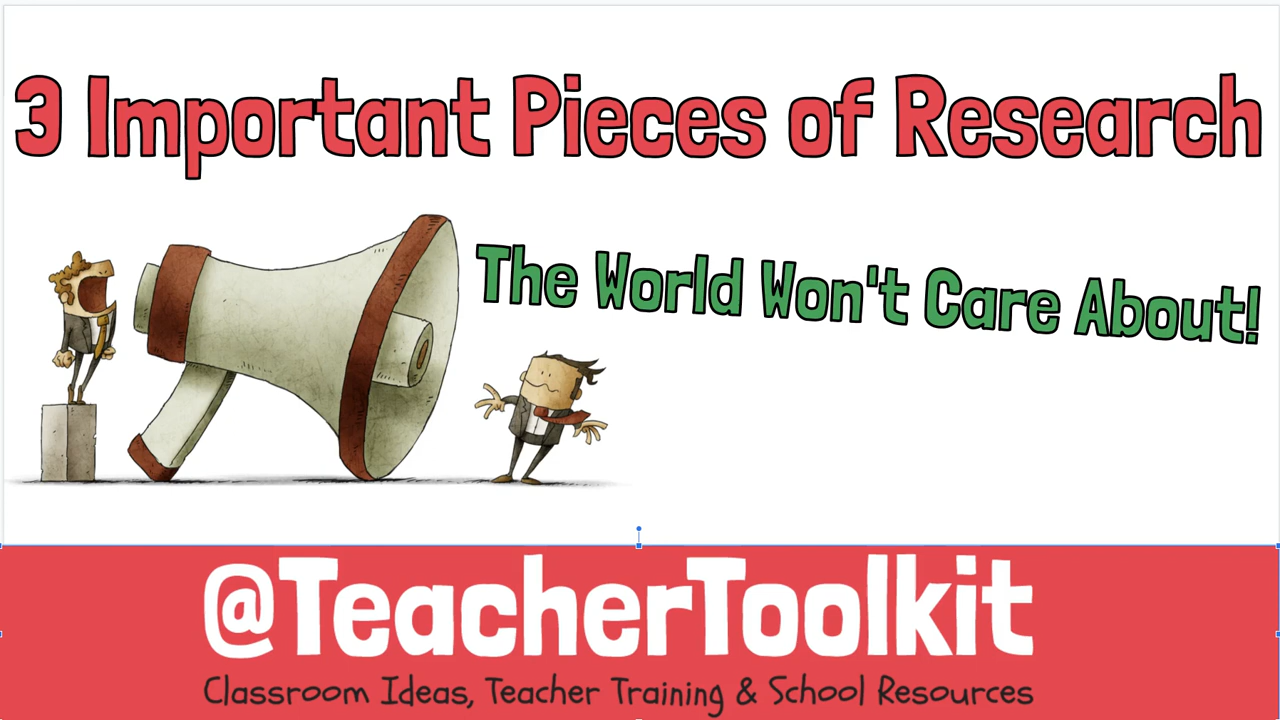 3 Important Pieces of Research
The World Won't Care About!
@TeacherToolkit
Classroom Ideas, Teacher Training & School Resources